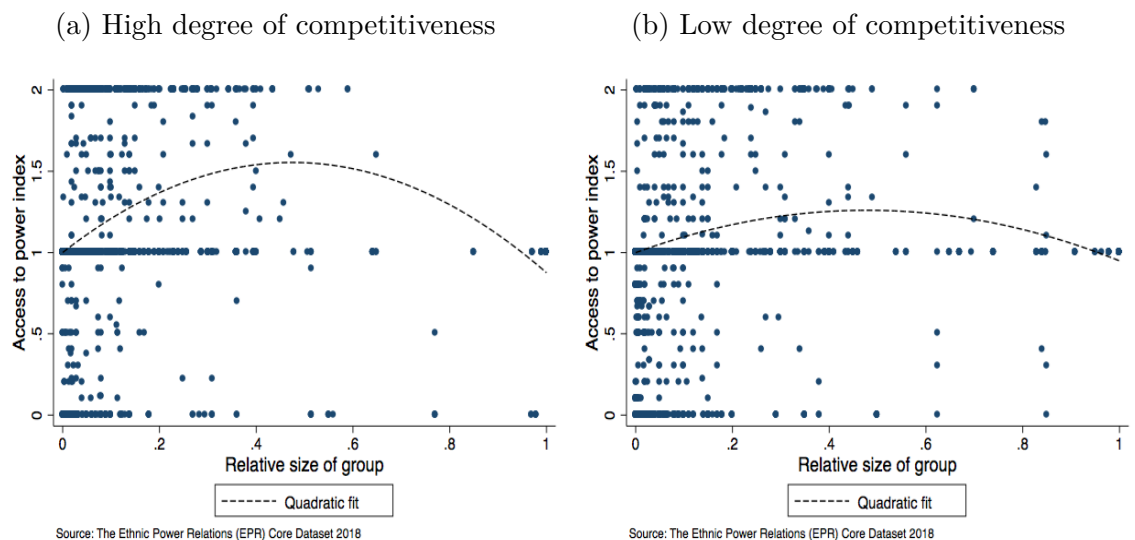 (a) High degree of competitiveness
Access to power index
2
1.5
1
.5
0
0 .2 .4 .6 .8 1
Relative size of group
Quadratic fit
Source: The Ethnic Power Relations (EPR) Core Dataset 2018
(b) Low degree of competitiveness
Access to power index
2
1.5
1
.5
0
0 .2 .4 .6 .8 1
Relative size of group
Quadratic fit
Source: The Ethnic Power Relations (EPR) Core Dataset 2018